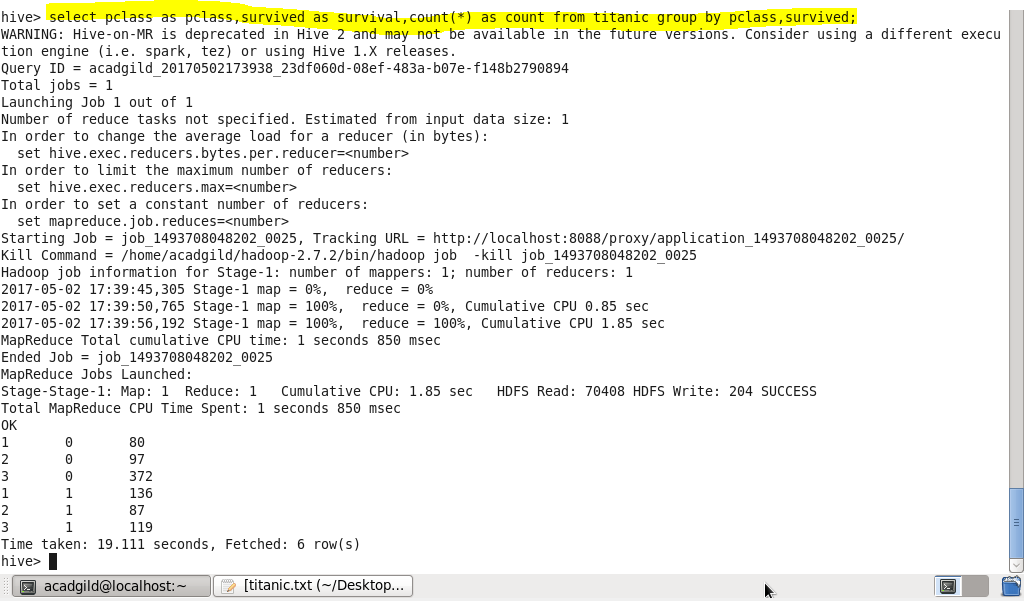 hive> select pclass as pclass,survived as survival,count(*) as count from titanic group by pclass,survived;
WARNING: Hive-on-MR is deprecated in Hive 2 and may not be available in the future versions. Consider using a different execu
tion engine (i.e. spark, tez) or using Hive 1.X releases.
Query ID = acadgild_20170502173938_23df060d-08ef-483a-b07e-f148b2790894
Total jobs = 1
Launching Job 1 out of 1
Number of reduce tasks not specified. Estimated from input data size: 1
In order to change the average load for a reducer (in bytes):
  set hive.exec.reducers.bytes.per.reducer=<number>
In order to limit the maximum number of reducers:
  set hive.exec.reducers.max=<number>
In order to set a constant number of reducers:
  set mapreduce.job.reduces=<number>
Starting Job = job_1493708048202_0025, Tracking URL = http://localhost:8088/proxy/application_1493708048202_0025/
Kill Command = /home/acadgild/hadoop-2.7.2/bin/hadoop job  -kill job_1493708048202_0025
Hadoop job information for Stage-1: number of mappers: 1; number of reducers: 1
2017-05-02 17:39:45,305 Stage-1 map = 0%,  reduce = 0%
2017-05-02 17:39:50,765 Stage-1 map = 100%,  reduce = 0%, Cumulative CPU 0.85 sec
2017-05-02 17:39:56,192 Stage-1 map = 100%,  reduce = 100%, Cumulative CPU 1.85 sec
MapReduce Total cumulative CPU time: 1 seconds 850 msec
Ended Job = job_1493708048202_0025
MapReduce Jobs Launched:
Stage-Stage-1: Map: 1  Reduce: 1   Cumulative CPU: 1.85 sec   HDFS Read: 70408 HDFS Write: 204 SUCCESS
Total MapReduce CPU Time Spent: 1 seconds 850 msec
OK
1	0	80
2	0	97
3	0	372
1	1	136
2	1	87
3	1	119
Time taken: 19.111 seconds, Fetched: 6 row(s)
hive>
acadgild@localhost:~ [titanic.txt (~/Desktop...